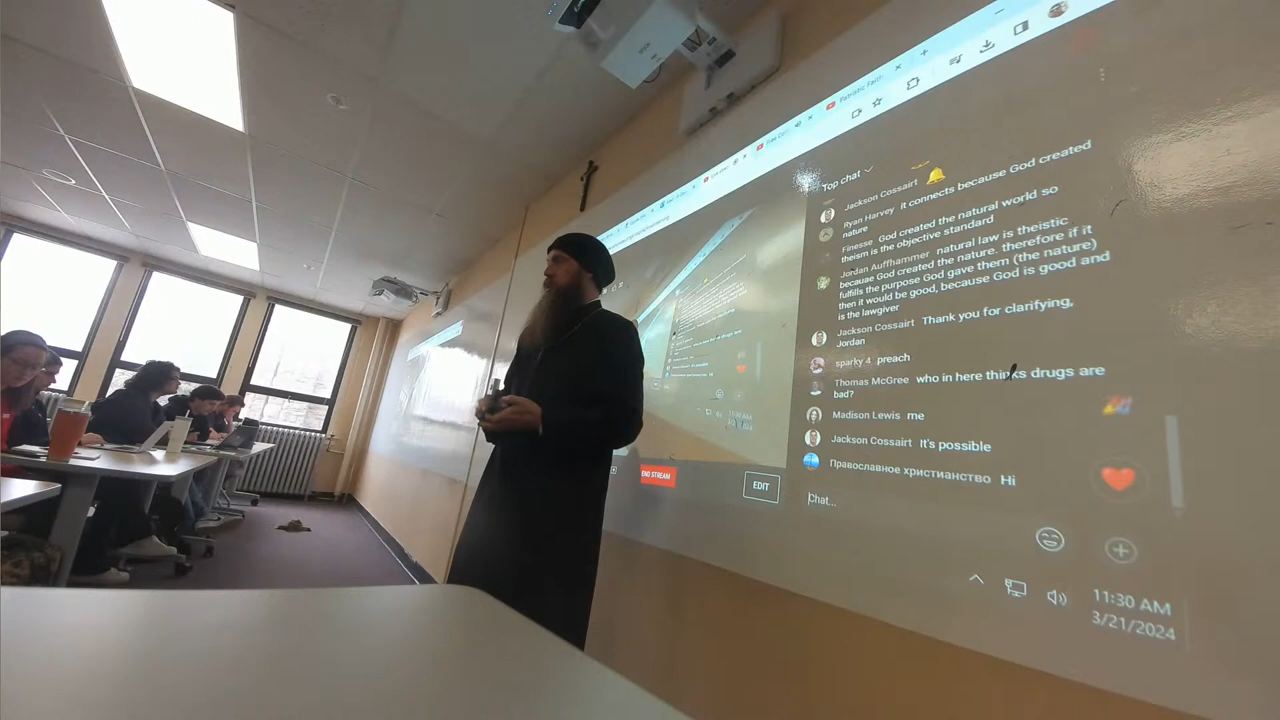 Patristic Faith
Top chat
Jackson Cossairt
Ryan Harvey it connects because God created
nature
Finesse God created the natural world so
theism is the objective standard
Jordan Auffhammer natural law is theistic
becauae God created the nature. therefore if it
fulfills the purpose God gave them (the nature)
then it would be good, because God is good and
is the lawgiver
Jackson Cossairt Thank you for clarifying,
Jordan
sparky 4 preach
Thomas McGree who in here thinks drugs are
bad?
Madison Lewis me
Jackson Cossairt It's possible
Православное христианство Hi
Chat...
END STREAM
EDIT
11:30 AM
3/21/2024